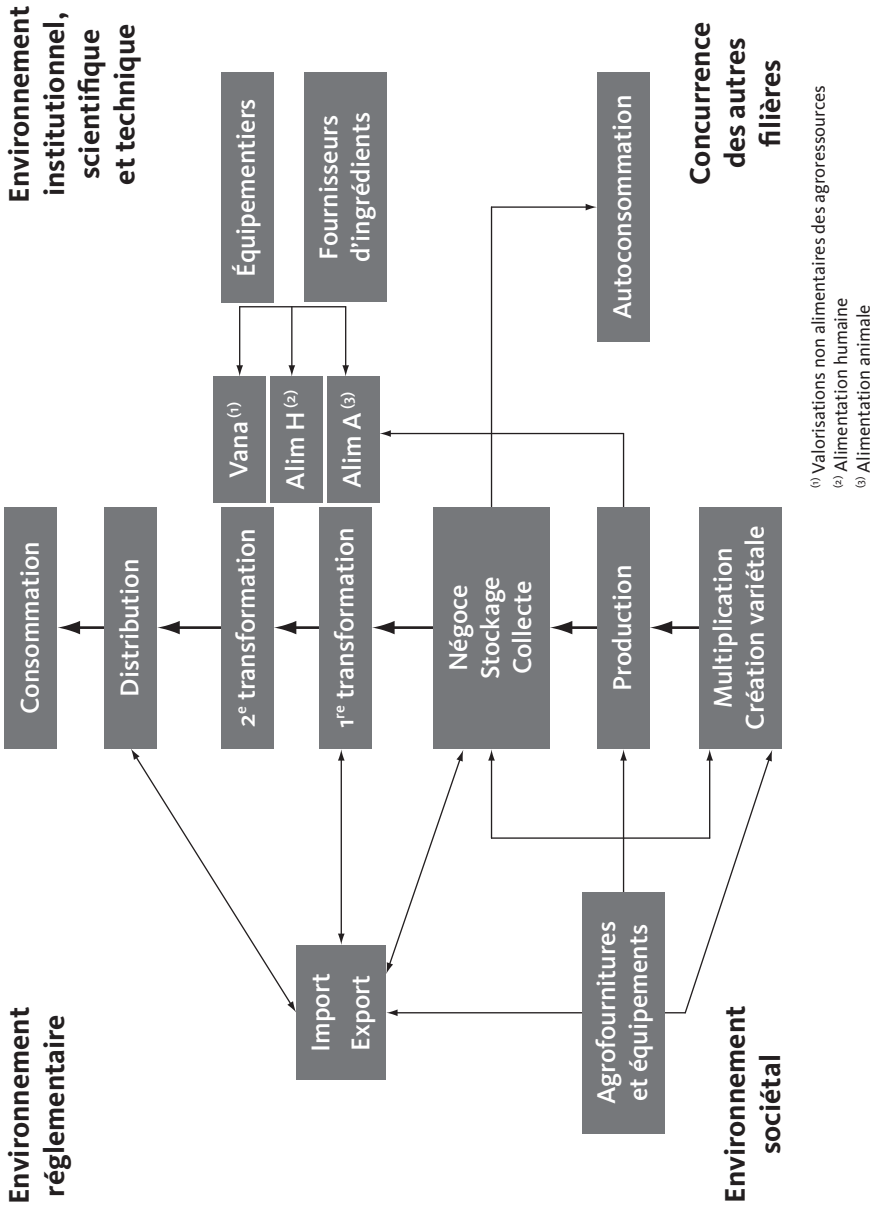 Environnement
réglementaire
Environnement
institutionnel,
scientifique
et technique
Consommation
Distribution
2e transformation
1re transformation
Négoce
Stockage
Collecte
Production
Multiplication
Création variétale
Import
Export
Agrofournitures
et équipements
Vana (1)
Alim H (2)
Alim A (3)
Équipementiers
Fournisseurs
d’ingrédients
Autoconsommation
Environnement
sociétal
Concurrence
des autres
filières
(1) Valorisations non alimentaires des agroressources
(2) Alimentation humaine
(3) Alimentation animale